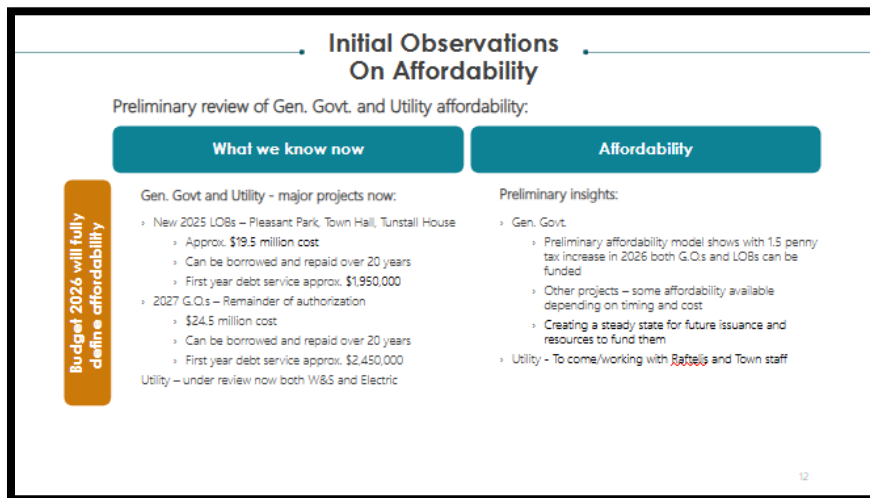 Initial Observations
On Affordability
Preliminary review of Gen. Govt. and Utility affordability:
What we know now
Affordability
Budget 2026 will fully
define affordability
Gen. Govt and Utility - major projects now:
› New 2025 LOBs – Pleasant Park, Town Hall, Tunstall House
› Approx. $19.5 million cost
› Can be borrowed and repaid over 20 years
› First year debt service approx. $1,950,000
› 2027 G.O.s – Remainder of authorization
› $24.5 million cost
› Can be borrowed and repaid over 20 years
› First year debt service approx. $2,450,000
Utility – under review now both W&S and Electric
Preliminary insights:
› Gen. Govt.
› Preliminary affordability model shows with 1.5 penny
tax increase in 2026 both G.O.s and LOBs can be
funded
› Other projects – some affordability available
depending on timing and cost
› Creating a steady state for future issuance and
resources to fund them
› Utility - To come/working with Raftelis and Town staff
12